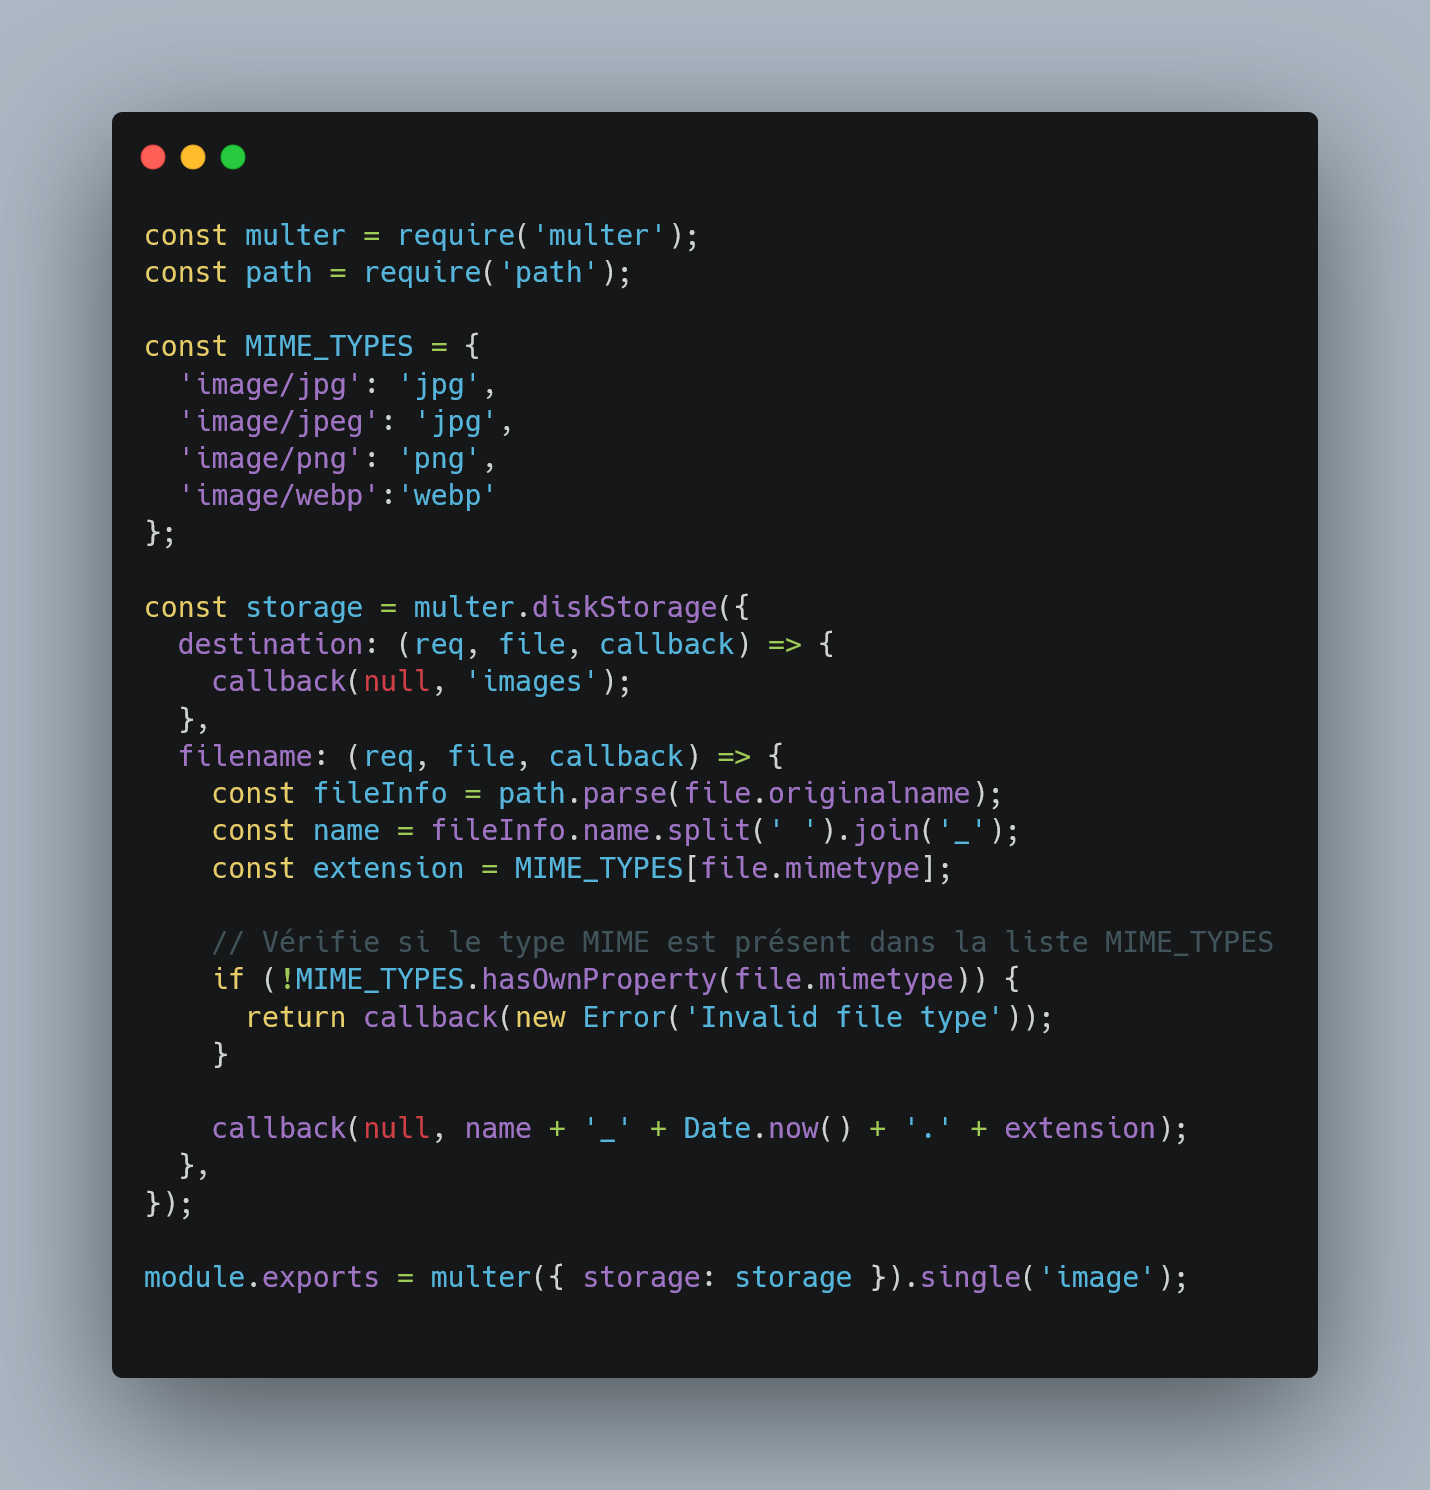 const multer = require('multer');
const path = require('path');

const MIME_TYPES = {
  'image/jpg': 'jpg',
  'image/jpeg': 'jpg',
  'image/png': 'png',
  'image/webp':'webp'
};

const storage = multer.diskStorage({
  destination: (req, file, callback) => {
    callback(null, 'images');
  },
  filename: (req, file, callback) => {
    const fileInfo = path.parse(file.originalname);
    const name = fileInfo.name.split(' ').join('_');
    const extension = MIME_TYPES[file.mimetype];

    // Vérifie si le type MIME est présent dans la liste MIME_TYPES
    if (!MIME_TYPES.hasOwnProperty(file.mimetype)) {
      return callback(new Error('Invalid file type'));
    }

    callback(null, name + '_' + Date.now() + '.' + extension);
  },
});

module.exports = multer({ storage: storage }).single('image');